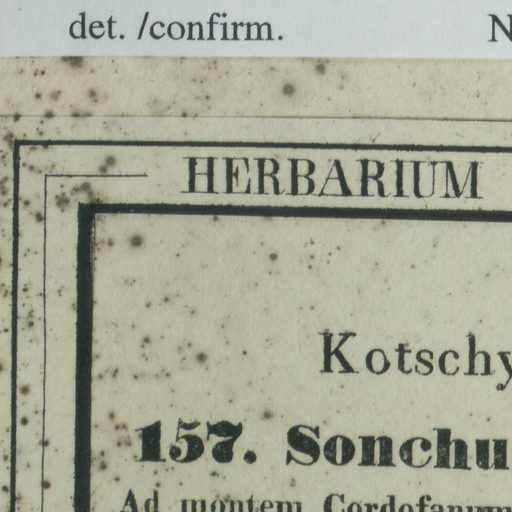 det. /confirm. N
HERBARIUM
Kotschy
157. Sonchu
Ad montem Cordofanum